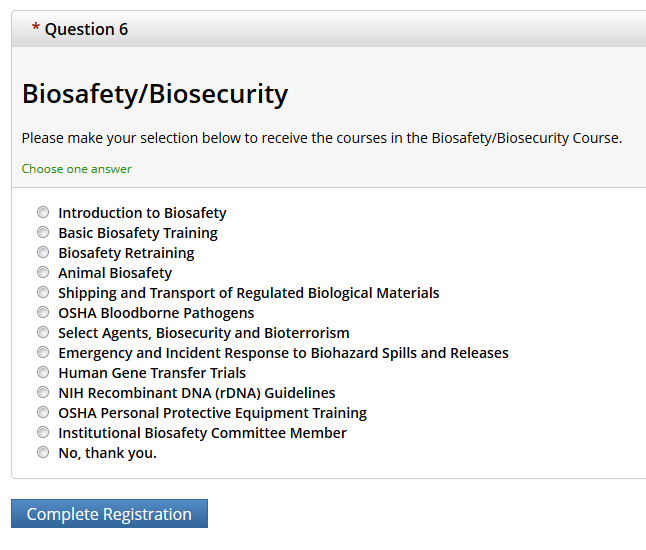 * Question 6
Biosafety/Biosecurity
Please make your selection below to receive the courses in the Biosafety/Biosecurity Course.
Choose one answer
Introduction to Biosafety
Basic Biosafety Training
Biosafety Retraining
Animal Biosafety
Shipping and Transport of Regulated Biological Materials
OSHA Bloodborne Pathogens
Select Agents, Biosecurity and Bioterrorism
Emergency and Incident Response to Biohazard Spills and Releases
Human Gene Transfer Trials
NIH Recombinant DNA (rDNA) Guidelines
OSHA Personal Protective Equipment Training
Institutional Biosafety Committee Member
No, thank you.
Complete Registration